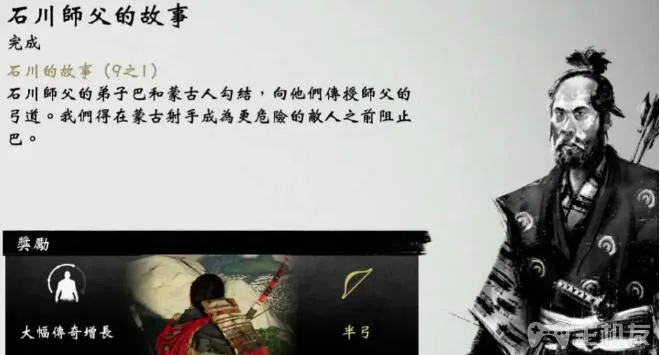 石川師父的故事
完成
石川的故事（9之1）
石川師父的弟子巴和蒙古人勾結，向他們傳授師父的
弓道。我們得在蒙古射手成為更危險的敵人之前阻止
巴。
獎勵
大幅傳奇增長
半弓
主机友